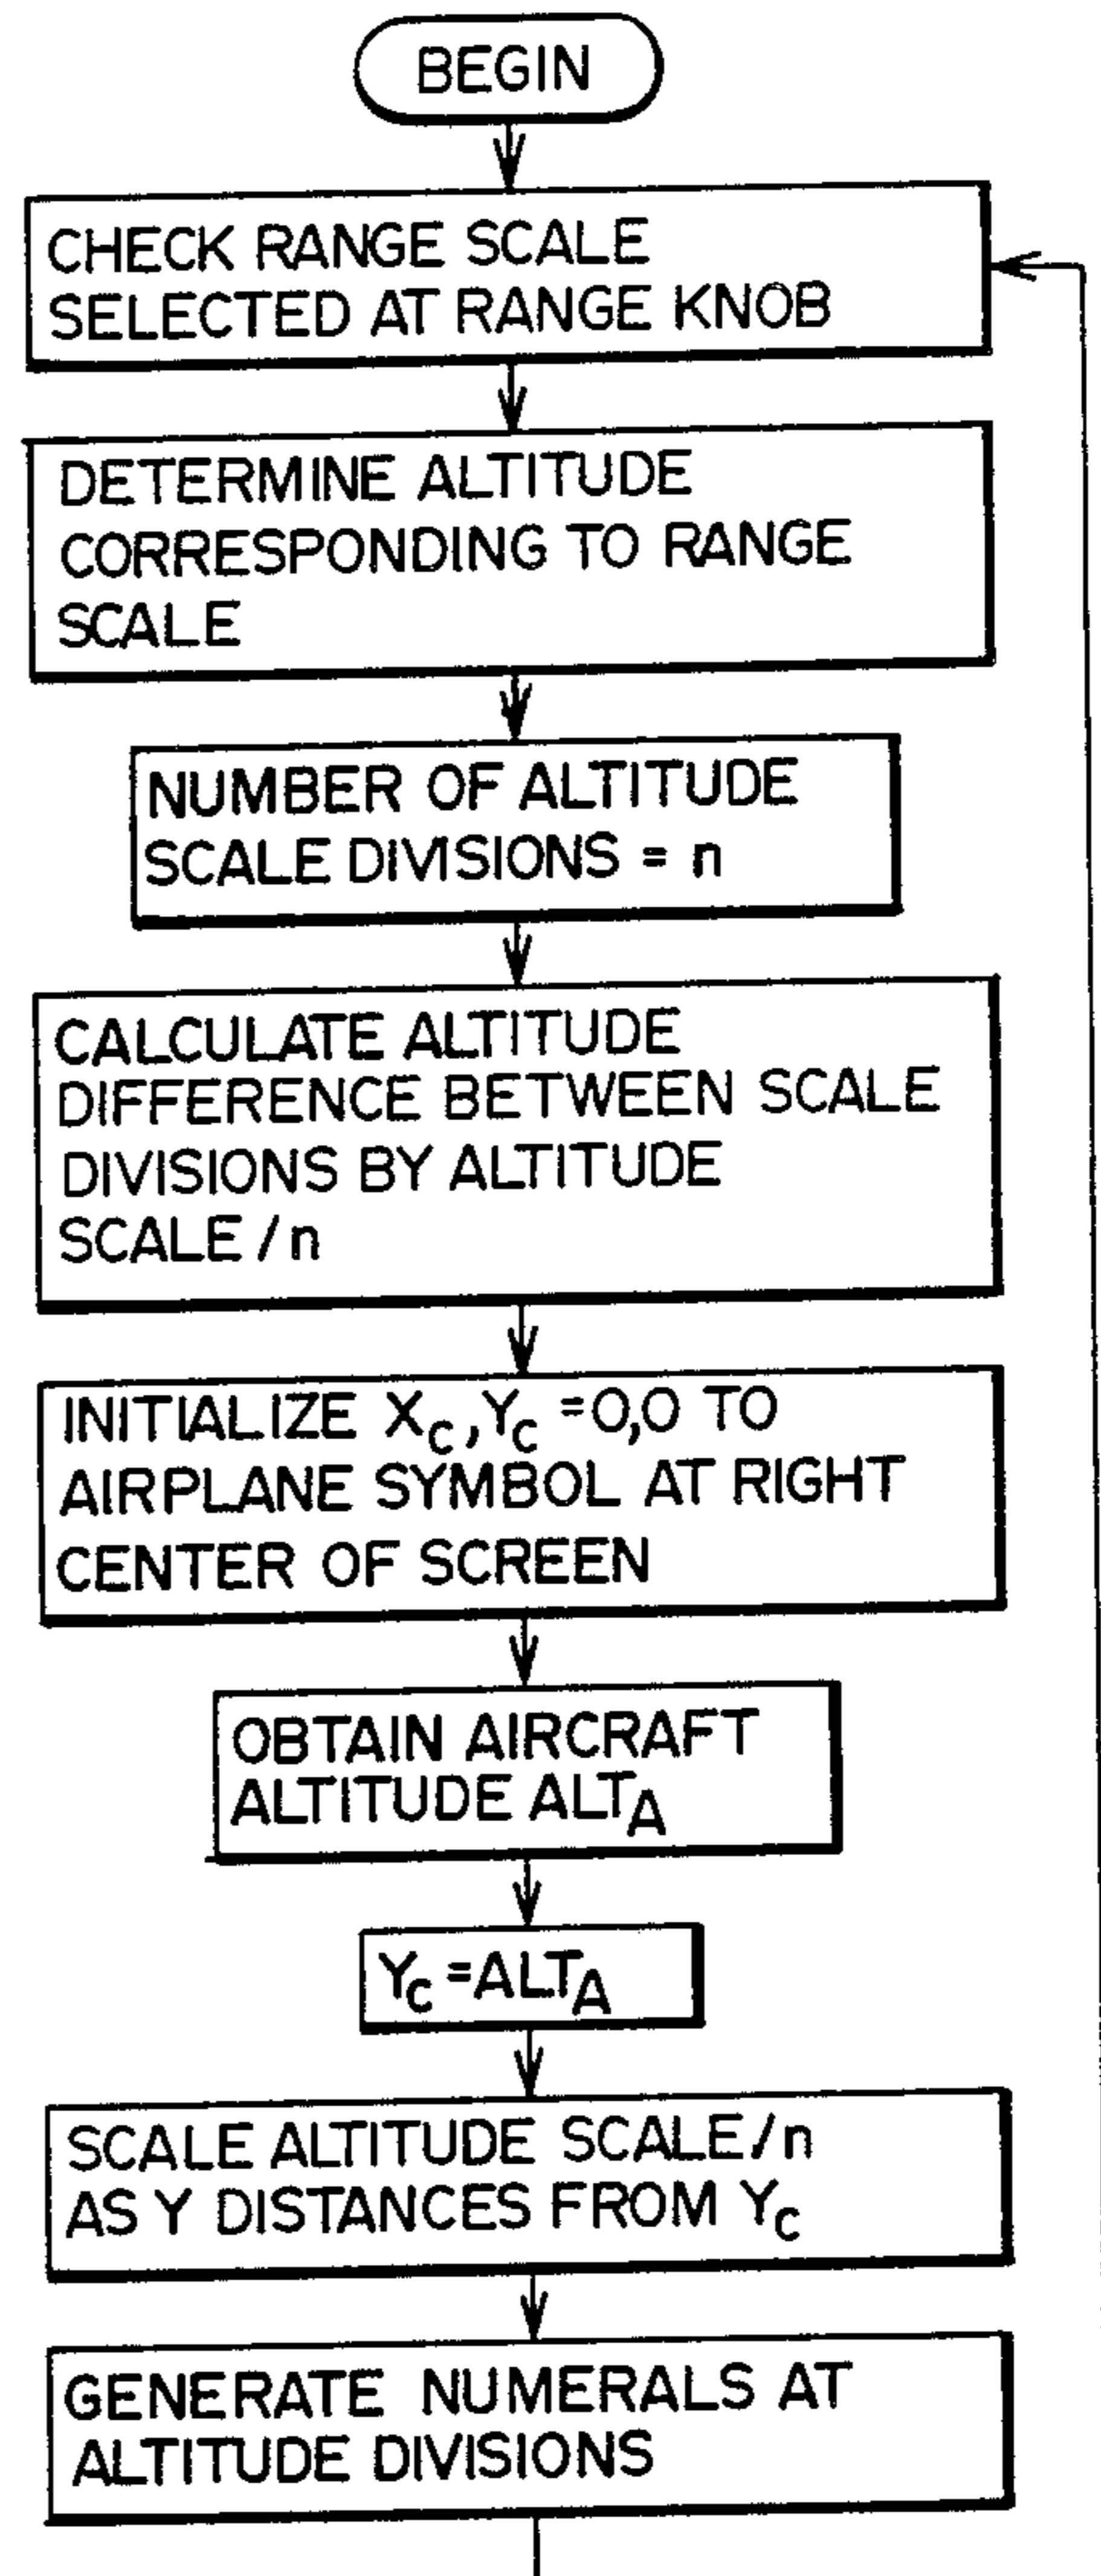 BEGIN
CHECK RANGE SCALE
SELECTED AT RANGE KNOB
DETERMINE ALTITUDE
CORRESPONDING TO RANGE
SCALE
NUMBER OF ALTITUDE
SCALE DIVISIONS = n
CALCULATE ALTITUDE
DIFFERENCE BETWEEN SCALE
DIVISIONS BY ALTITUDE
SCALE/n
INITIALIZE Xc,Yc=0,0 TO
AIRPLANE SYMBOL AT RIGHT
CENTER OF SCREEN
OBTAIN AIRCRAFT
ALTITUDE ALTA
Yc=ALTA
SCALE ALTITUDE SCALE/n
AS Y DISTANCES FROM Yc
GENERATE NUMERALS AT
ALTITUDE DIVISIONS